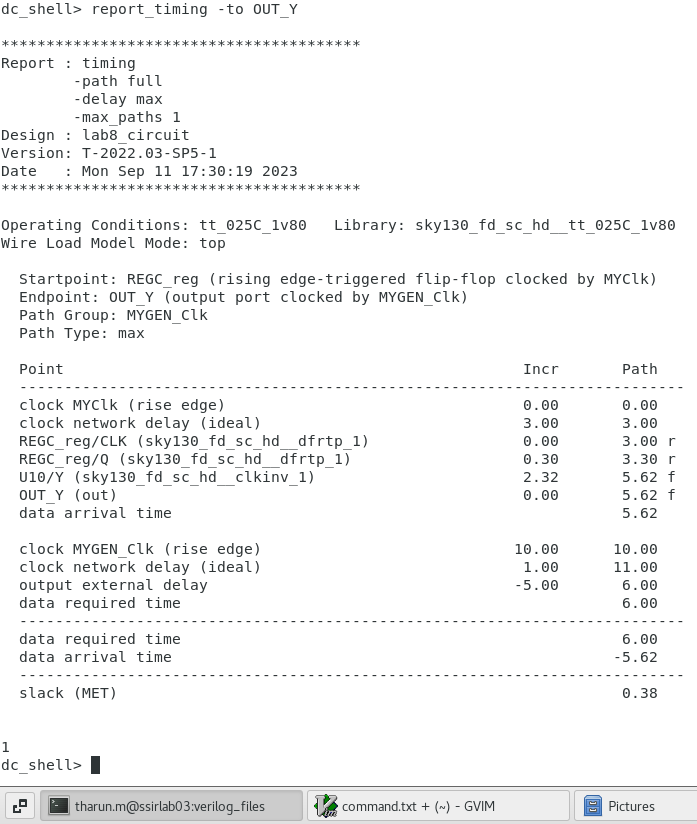 dc_shell> report_timing -to OUT_Y
****************************************
Report : timing
        -path full
        -delay max
        -max_paths 1
Design : lab8_circuit
Version: T-2022.03-SP5-1
Date   : Mon Sep 11 17:30:19 2023
****************************************
Operating Conditions: tt_025C_1v80   Library: sky130_fd_sc_hd__tt_025C_1v80
Wire Load Model Mode: top
  Startpoint: REGC_reg (rising edge-triggered flip-flop clocked by MYClk)
  Endpoint: OUT_Y (output port clocked by MYGEN_Clk)
  Path Group: MYGEN_Clk
  Path Type: max
  Point                                                   Incr       Path
  --------------------------------------------------------------------------
  clock MYClk (rise edge)                                 0.00       0.00
  clock network delay (ideal)                             3.00       3.00
  REGC_reg/CLK (sky130_fd_sc_hd__dfrtp_1)                 0.00       3.00 r
  REGC_reg/Q (sky130_fd_sc_hd__dfrtp_1)                   0.30       3.30 r
  U10/Y (sky130_fd_sc_hd__clkinv_1)                       2.32       5.62 f
  OUT_Y (out)                                             0.00       5.62 f
  data arrival time                                                  5.62
  clock MYGEN_Clk (rise edge)                            10.00      10.00
  clock network delay (ideal)                             1.00      11.00
  output external delay                                  -5.00       6.00
  data required time                                                 6.00
  --------------------------------------------------------------------------
  data required time                                                 6.00
  data arrival time                                                 -5.62
  --------------------------------------------------------------------------
  slack (MET)                                                        0.38
1
dc_shell>
tharun.m@ssirlab03:verilog_files command.txt + (~) - GVIM Pictures